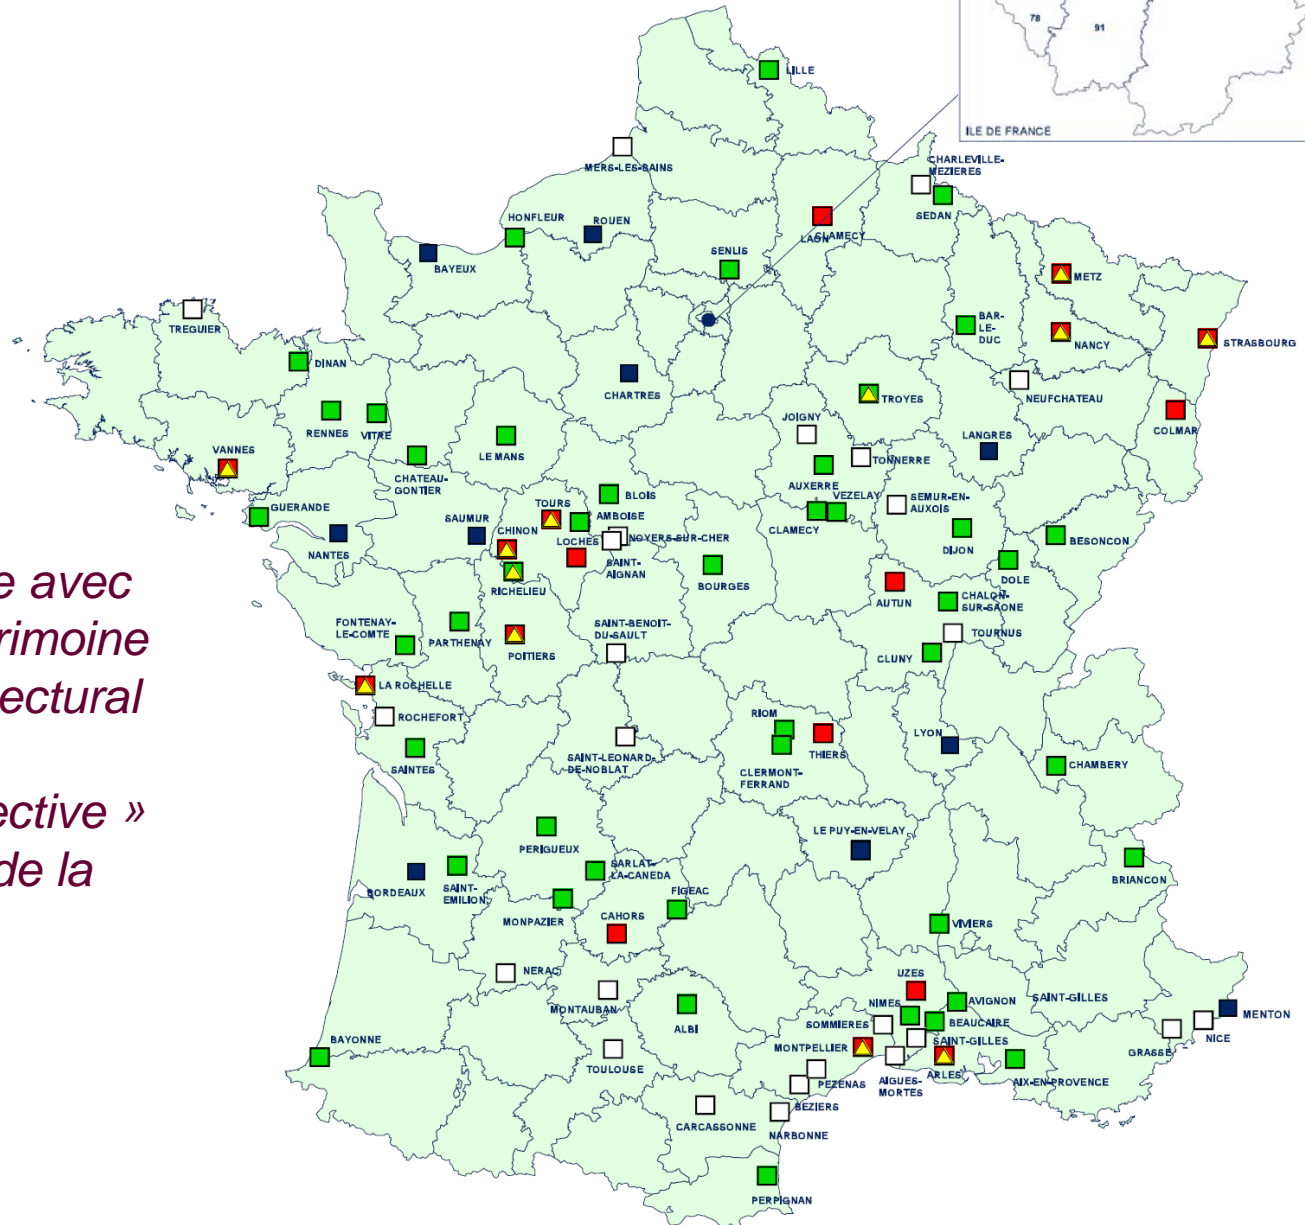 78
91
ILE DE FRANCE
LILLE
MERS-LES-BAINS
CHARLEVILLE-
MEZIERES
SEDAN
HONFLEUR
ROUEN
LAON
CLAMECY
BAYEUX
SENLIS
METZ
TREGUIER
BAR-
LE-
DUC
NANCY
STRASBOURG
DINAN
CHARTRES
TROYES
NEUFCHATEAU
COLMAR
RENNES
VITRE
JOIGNY
LANGRES
VANNES
LE MANS
TONNERRE
CHATEAU-
GONTIER
AUXERRE
VEZELAY
SEMUR-EN-
AUXOIS
GUERANDE
TOURS
BLOIS
AMBOISE
CLAMECY
NANTES
SAUMUR
CHINON
LOCHES
NOYERS-SUR-CHER
DIJON
BESONCON
SAINT-
AIGNAN
BOURGES
DOLE
RICHELIEU
AUTUN
CHALON-
SUR-SAONE
e avec
FONTENAY-
LE-COMTE
PARTHENAY
POITIERS
SAINT-BENOIT-
DU-SAULT
TOURNUS
rimoine
CLUNY
ectural
LA ROCHELLE
ROCHEFORT
RIOM
THIERS
LYON
SAINTES
SAINT-LEONARD-
DE-NOBLAT
CLERMONT-
FERRAND
CHAMBERY
ective »
PERIGUEUX
LE PUY-EN-VELAY
de la
BORDEAUX
SAINT-
EMILION
SARLAT-
LA-CANEDA
FIGEAC
BRIANCON
MONPAZIER
CAHORS
VIVIERS
NERAC
UZES
MONTAUBAN
ALBI
NIMES
AVIGNON
SAINT-GILLES
MENTON
SOMMIERES
BEAUCAIRE
NICE
BAYONNE
MONTPELLIER
SAINT-GILLES
GRASSE
TOULOUSE
PEZENAS
AIGUES-
MORTES
ARLES
AIX-EN-PROVENCE
BEZIERS
CARCASSONNE
NARBONNE
PERPIGNAN